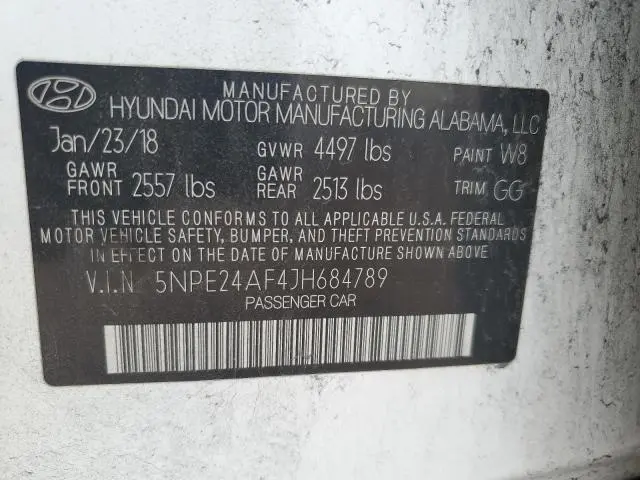 MANUFACTURED BY
HYUNDAI MOTOR MANUFACTURING ALABAMA, LLC
Jan/23/18 GVWR 4497 lbs PAINT W8
GAWR FRONT 2557 lbs GAWR REAR 2513 lbs TRIM GG
THIS VEHICLE CONFORMS TO ALL APPLICABLE U.S.A. FEDERAL
MOTOR VEHICLE SAFETY, BUMPER, AND THEFT PREVENTION STANDARDS
IN EFFECT ON THE DATE OF MANUFACTURE SHOWN ABOVE.
V.I.N 5NPE24AF4JH684789
PASSENGER CAR